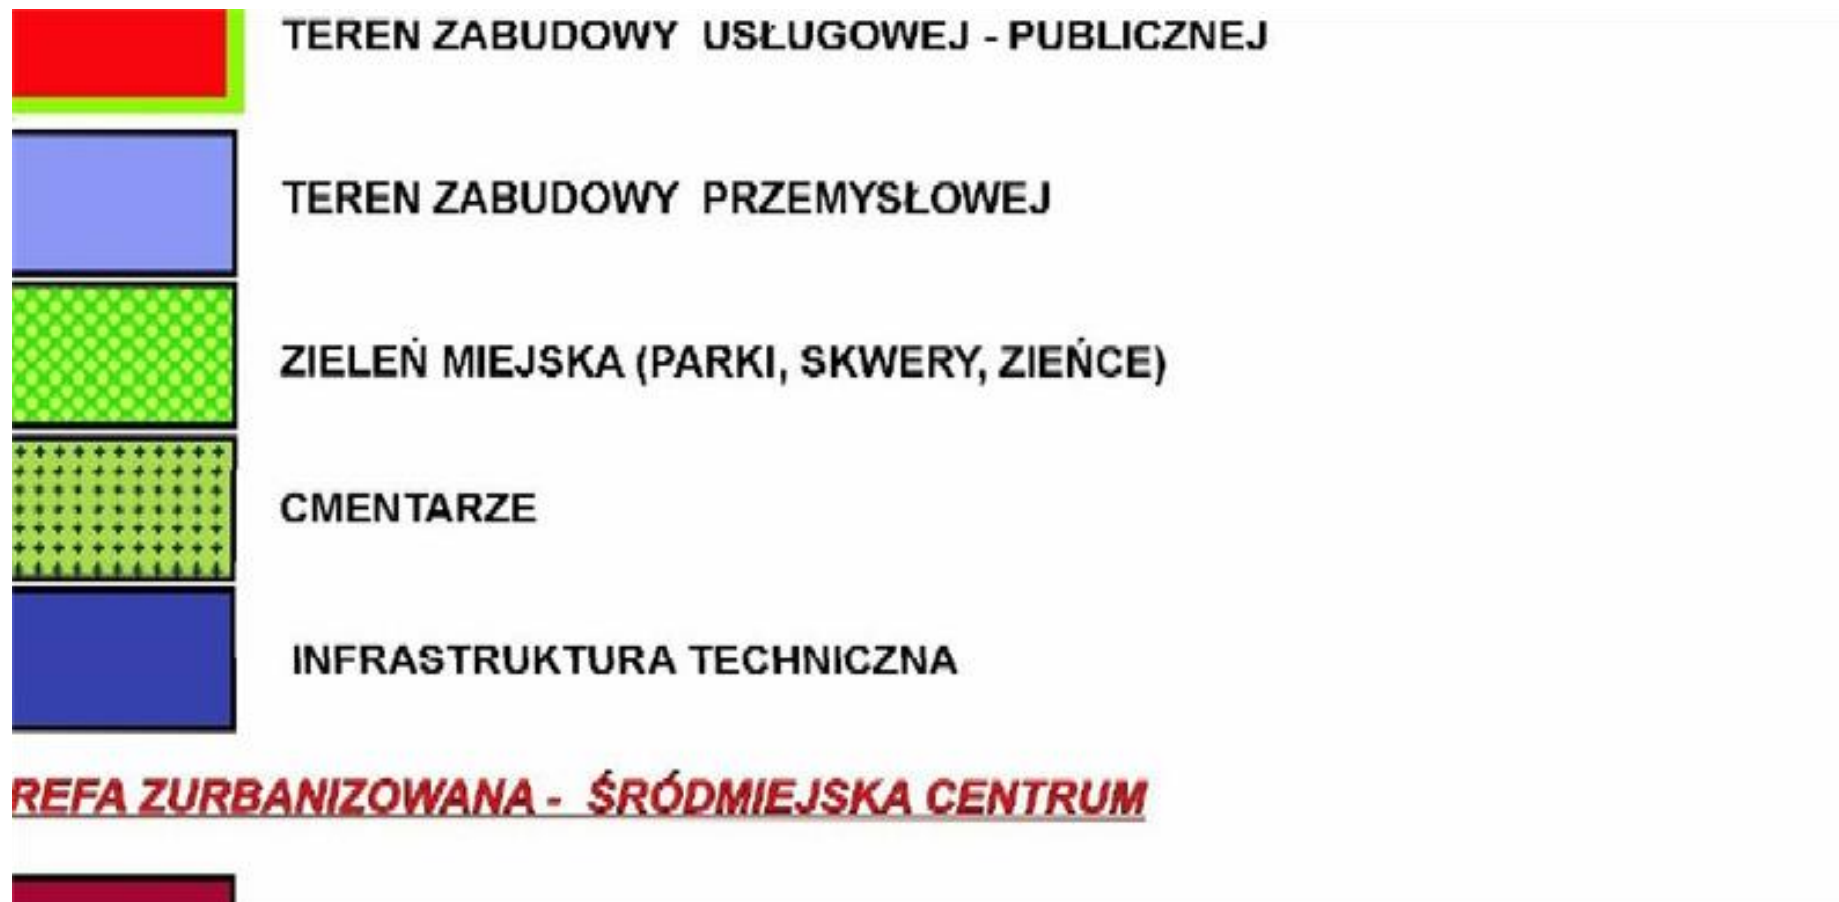 TEREN ZABUDOWY USŁUGOWEJ - PUBLICZNEJ
TEREN ZABUDOWY PRZEMYSŁOWEJ
ZIELEŃ MIEJSKA (PARKI, SKWERY, ZIEŃCE)
CMENTARZE
INFRASTRUKTURA TECHNICZNA
REFA ZURBANIZOWANA - ŚRÓDMIEJSKA CENTRUM